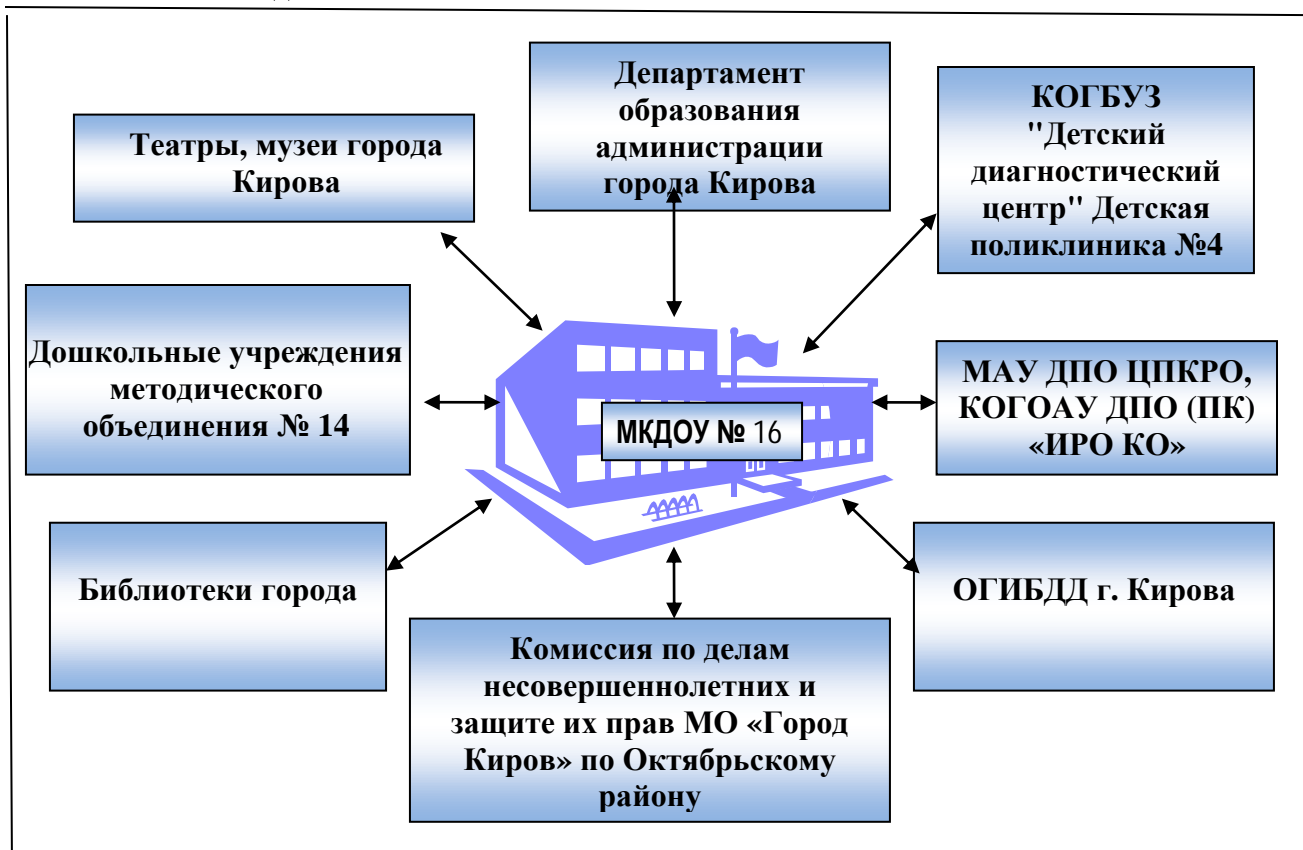 Департамент
образования
администрации
города Кирова
КОГБУЗ
"Детский
диагностический
центр" Детская
поликлиника №4
Театры, музеи города
Кирова
Дошкольные учреждения
методического
объединения № 14
МКДОУ № 16
МАУ ДПО ЦПКРО,
КОГОАУ ДПО (ПК)
«ИРО КО»
Библиотеки города
ОГИБДД г. Кирова
Комиссия по делам
несовершеннолетних и
защите их прав МО «Город
Киров» по Октябрьскому
району